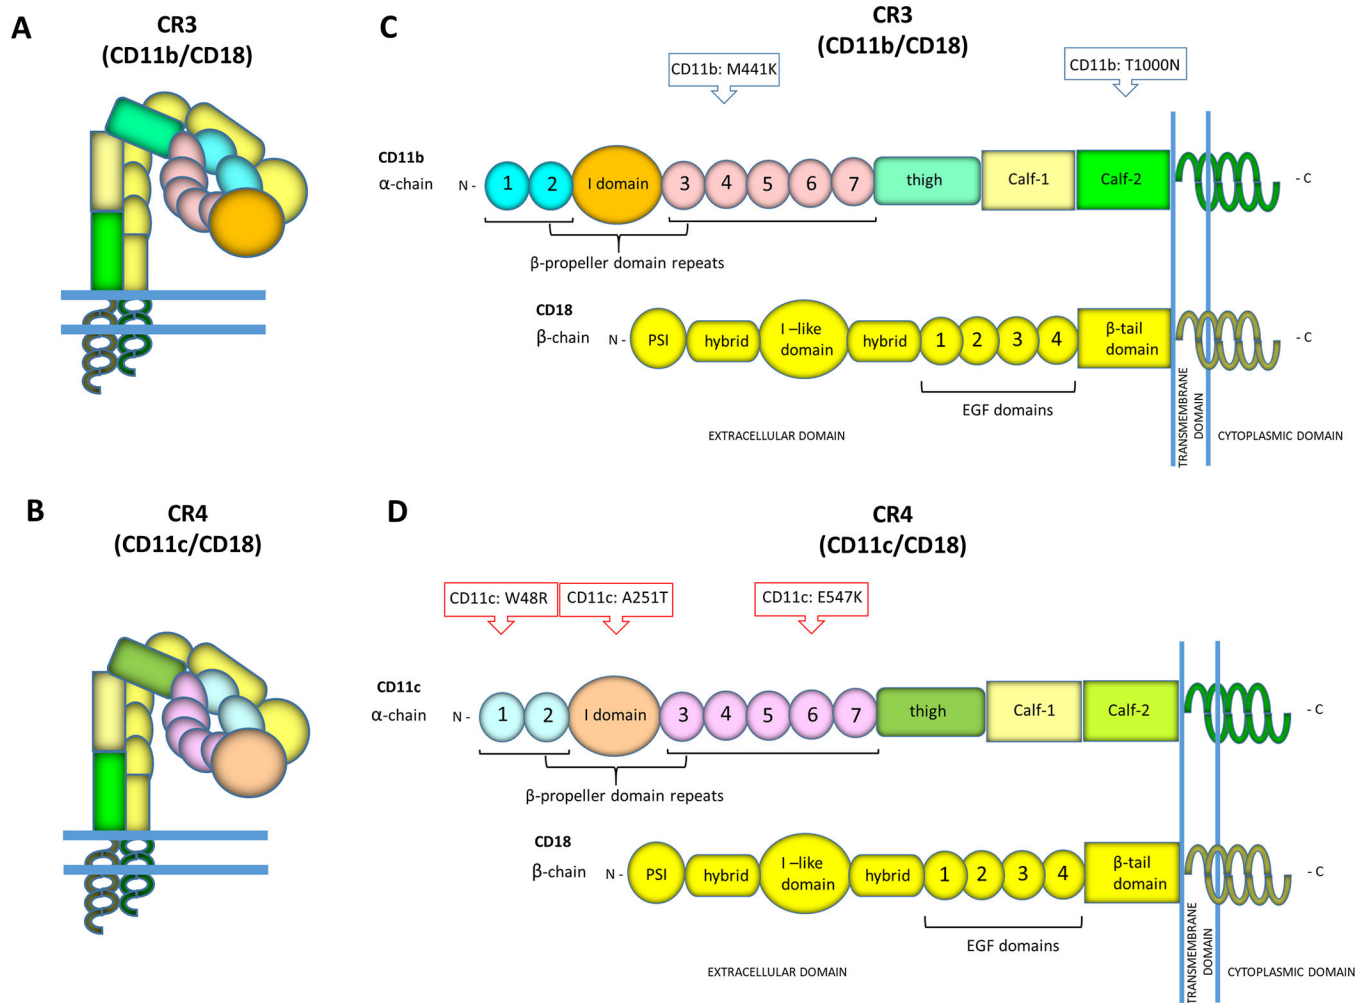 A
CR3
(CD11b/CD18)
C
CR3
(CD11b/CD18)
CD11b: M441K
CD11b: T1000N
CD11b
α-chain
N -
1
2
I domain
3
4
5
6
7
thigh
Calf-1
Calf-2
- C
β-propeller domain repeats
CD18
β-chain
N -
PSI
hybrid
I –like
domain
hybrid
1
2
3
4
β-tail
domain
- C
EGF domains
EXTRACELLULAR DOMAIN
TRANSMEMBRANE
DOMAIN
CYTOPLASMIC DOMAIN
B
CR4
(CD11c/CD18)
D
CR4
(CD11c/CD18)
CD11c: W48R
CD11c: A251T
CD11c: E547K
CD11c
α-chain
N -
1
2
I domain
3
4
5
6
7
thigh
Calf-1
Calf-2
- C
β-propeller domain repeats
CD18
β-chain
N -
PSI
hybrid
I –like
domain
hybrid
1
2
3
4
β-tail
domain
- C
EGF domains
EXTRACELLULAR DOMAIN
TRANSMEMBRANE
DOMAIN
CYTOPLASMIC DOMAIN